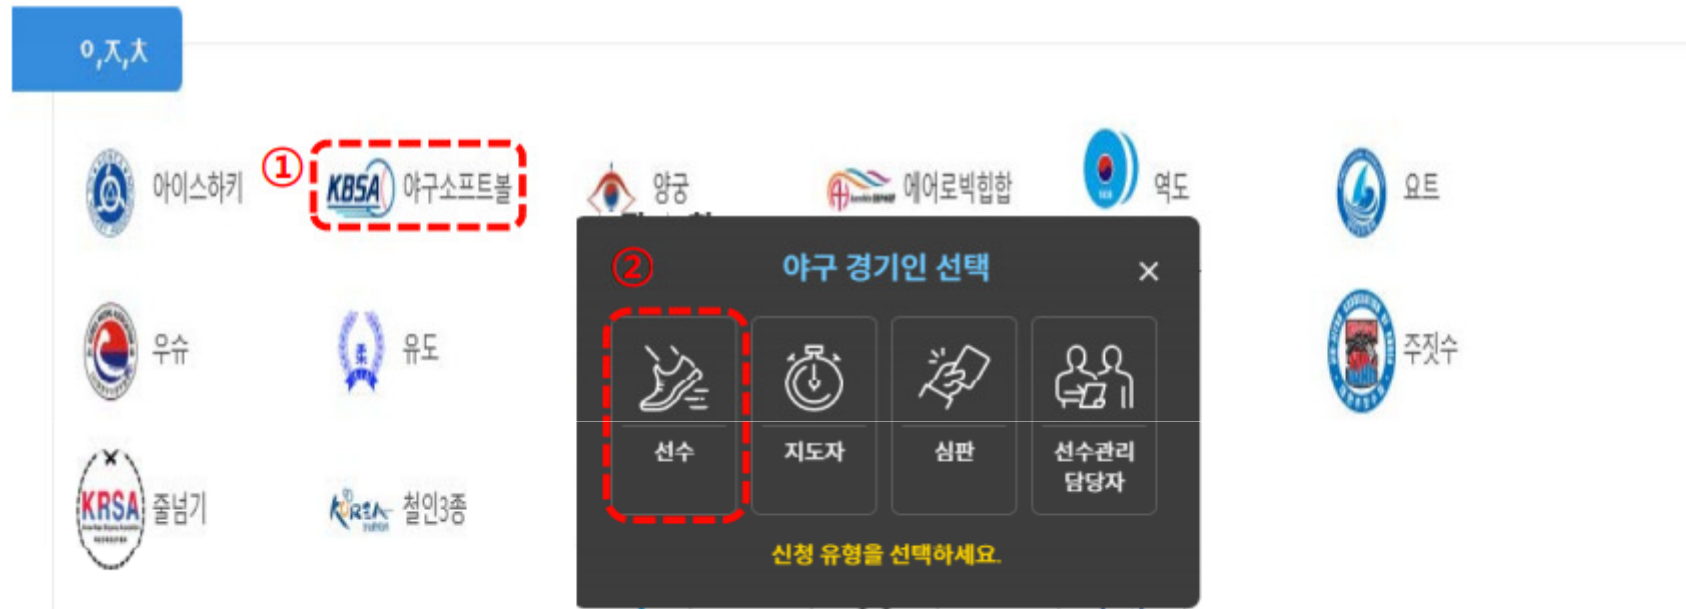 ㅇ,ㅈ,ㅊ
아이스하키
①
KBSA 야구소프트볼
양궁
에어로빅힙합
역도
요트
②
야구 경기인 선택 ×
우슈
유도
선수
지도자
심판
선수관리
담당자
주짓수
KRSA 줄넘기
KOREA 철인3종
신청 유형을 선택하세요.